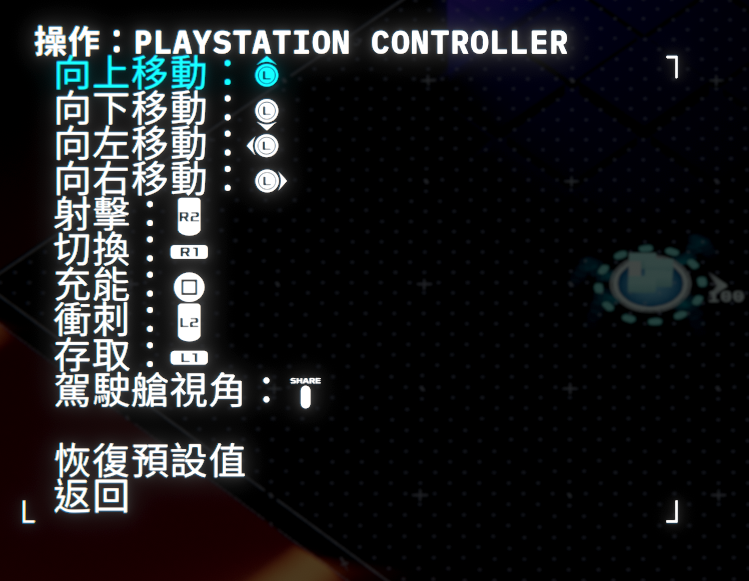 操作：PLAYSTATION CONTROLLER
向上移動：L
向下移動：L
向左移動：L
向右移動：L
射擊：R2
切換：R1
充能：
衝刺：L2
存取：L1
駕駛艙視角：SHARE
100
恢復預設值
返回